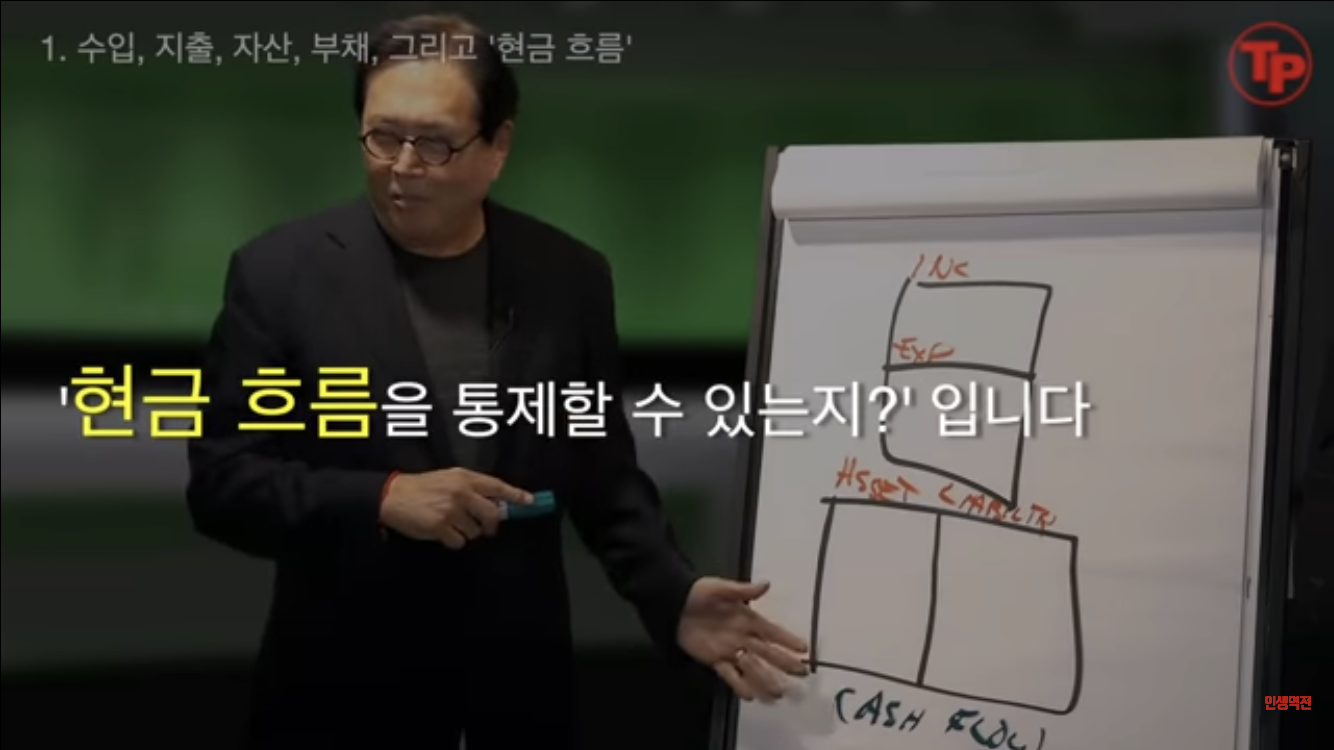 1. 수입, 지출, 자산, 부채, 그리고 '현금 흐름'
TP
INC
EXP
'현금 흐름을 통제할 수 있는지?' 입니다
ASSET LIABILITY
CASH FLOW
인생멱전